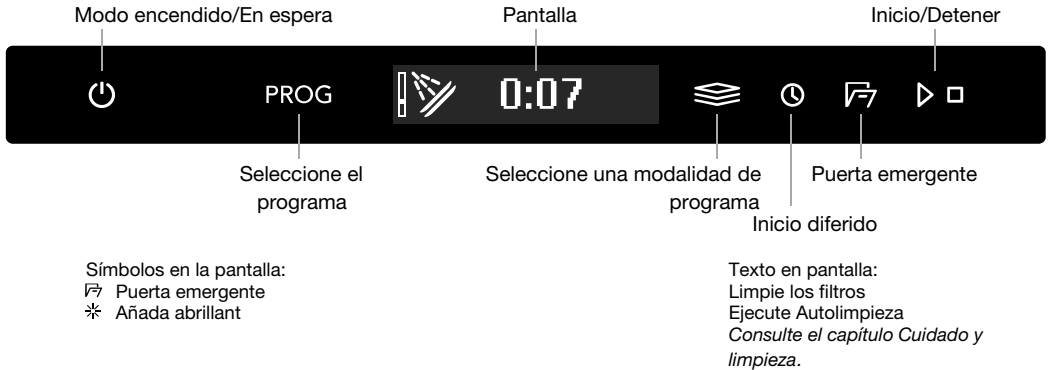 Modo encendido/En espera
Pantalla
Inicio/Detener
PROG
0:07
Seleccione el
programa
Seleccione una modalidad de
programa
Puerta emergente
Inicio diferido
Símbolos en la pantalla:
Puerta emergente
Añada abrillant
Texto en pantalla:
Limpie los filtros
Ejecute Autolimpieza
Consulte el capítulo Cuidado y
limpieza.